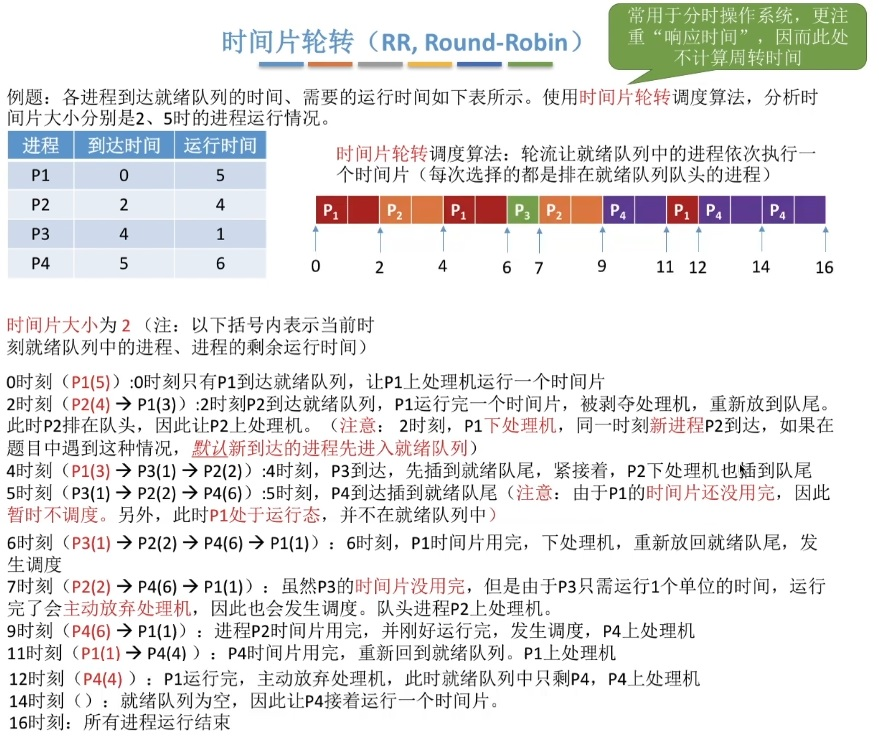 时间片轮转（RR, Round-Robin）
常用于分时操作系统，更注
重“响应时间”，因而此处
不计算周转时间
例题：各进程到达就绪队列的时间、需要的运行时间如下表所示。使用时间片轮转调度算法，分析时
间片大小分别是2、5时的进程运行情况。
进程 到达时间 运行时间
P1 0 5
P2 2 4
P3 4 1
P4 5 6
时间片轮转调度算法：轮流让就绪队列中的进程依次执行一
个时间片（每次选择的都是排在就绪队列队头的进程）
P1 P2 P1 P3 P2 P4 P1 P4 P4
0 2 4 6 7 9 11 12 14 16
时间片大小为 2 （注：以下括号内表示当前时
刻就绪队列中的进程、进程的剩余运行时间）
0时刻（P1(5)）:0时刻只有P1到达就绪队列，让P1上处理机运行一个时间片
2时刻（P2(4) → P1(3)）:2时刻P2到达就绪队列，P1运行完一个时间片，被剥夺处理机，重新放到队尾。
此时P2排在队头，因此让P2上处理机。（注意： 2时刻，P1下处理机，同一时刻新进程P2到达，如果在
题目中遇到这种情况，默认新到达的进程先进入就绪队列）
4时刻（P1(3) → P3(1) → P2(2)）:4时刻，P3到达，先插到就绪队尾，紧接着，P2下处理机也插到队尾
5时刻（P3(1) → P2(2) → P4(6)）:5时刻，P4到达插到就绪队尾（注意：由于P1的时间片还没用完，因此
暂时不调度。另外，此时P1处于运行态，并不在就绪队列中）
6时刻（P3(1) → P2(2) → P4(6) → P1(1)）：6时刻，P1时间片用完，下处理机，重新放回就绪队尾，发
生调度
7时刻（P2(2) → P4(6) → P1(1)）：虽然P3的时间片没用完，但是由于P3只需运行1个单位的时间，运行
完了会主动放弃处理机，因此也会发生调度。队头进程P2上处理机。
9时刻（P4(6) → P1(1)）：进程P2时间片用完，并刚好运行完，发生调度，P4上处理机
11时刻（P1(1) → P4(4) ）：P4时间片用完，重新回到就绪队列。P1上处理机
12时刻（P4(4) ）：P1运行完，主动放弃处理机，此时就绪队列中只剩P4，P4上处理机
14时刻（）：就绪队列为空，因此让P4接着运行一个时间片。
16时刻：所有进程运行结束